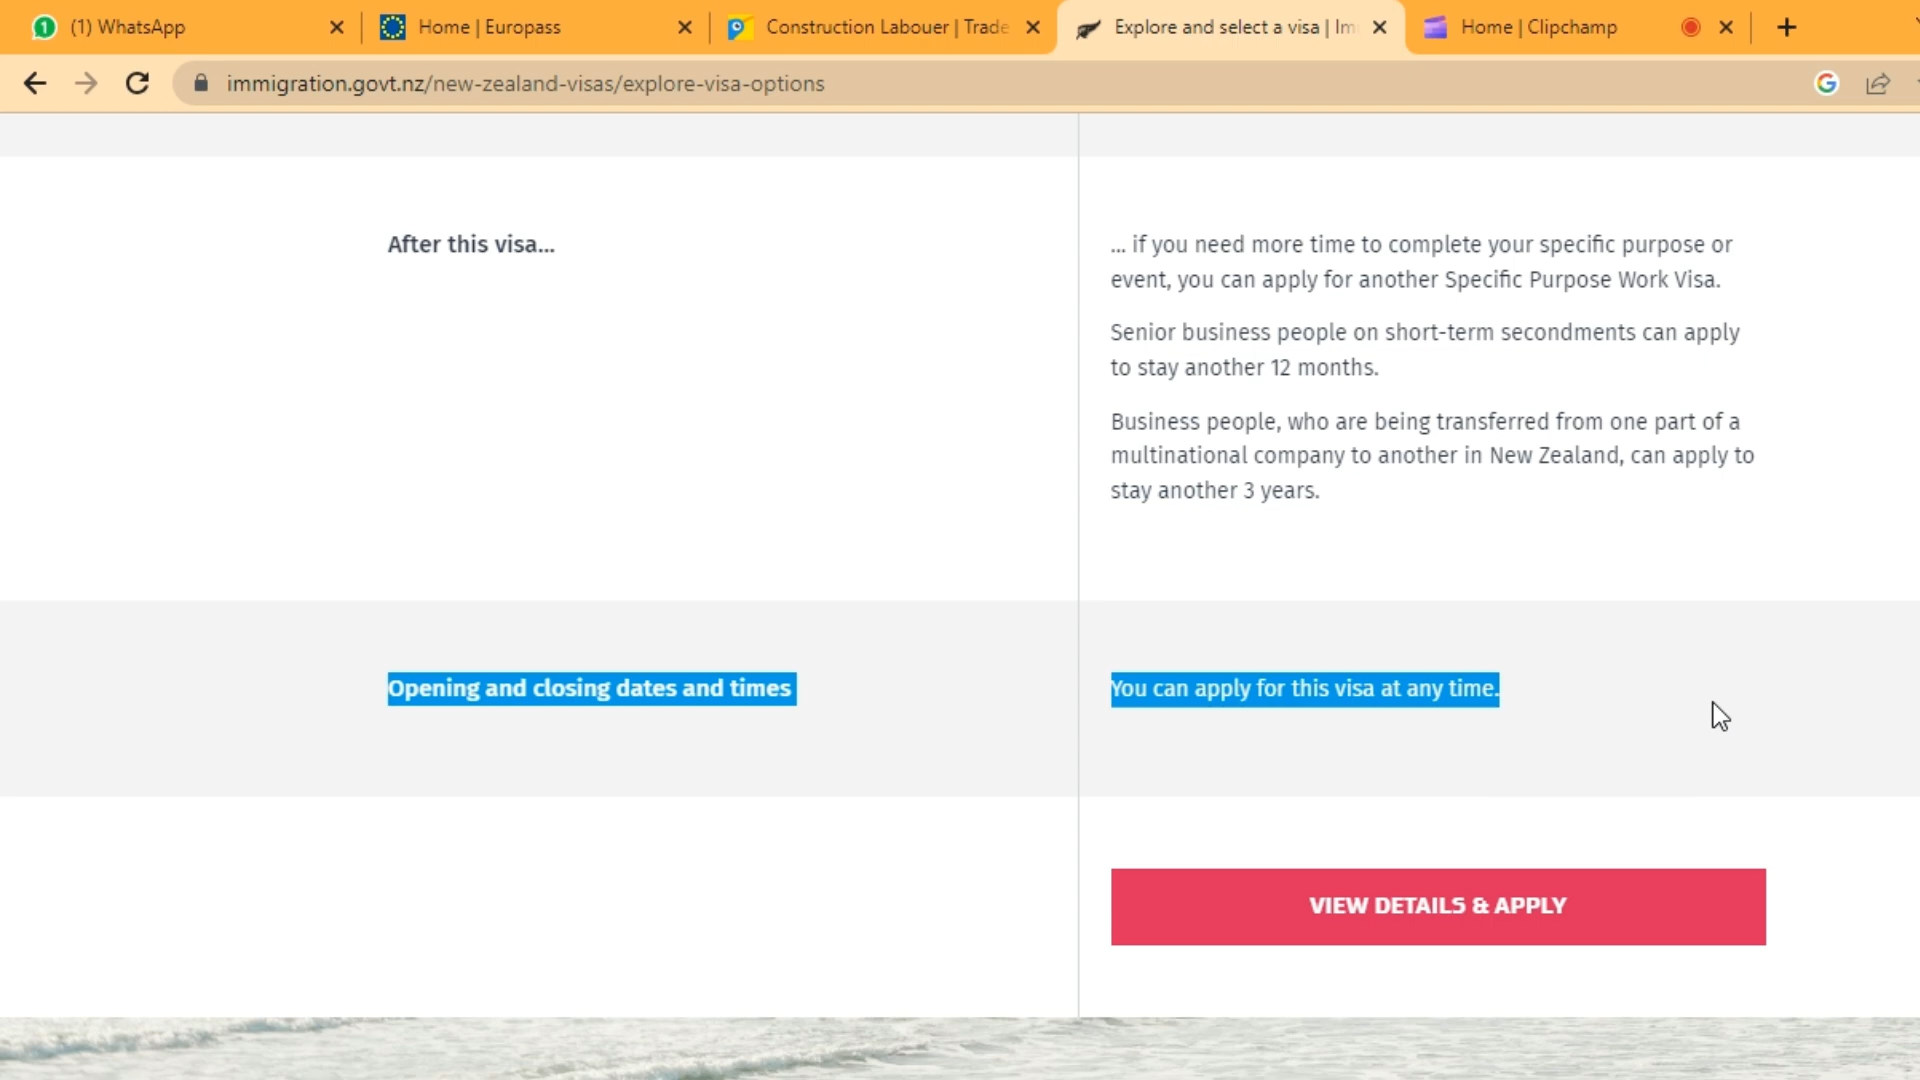 (1) WhatsApp
Home | Europass
Construction Labouer | Trade
Explore and select a visa | Im
Home | Clipchamp
immigration.govt.nz/new-zealand-visas/explore-visa-options
After this visa...
... if you need more time to complete your specific purpose or
event, you can apply for another Specific Purpose Work Visa.
Senior business people on short-term secondments can apply
to stay another 12 months.
Business people, who are being transferred from one part of a
multinational company to another in New Zealand, can apply to
stay another 3 years.
Opening and closing dates and times
You can apply for this visa at any time.
VIEW DETAILS & APPLY